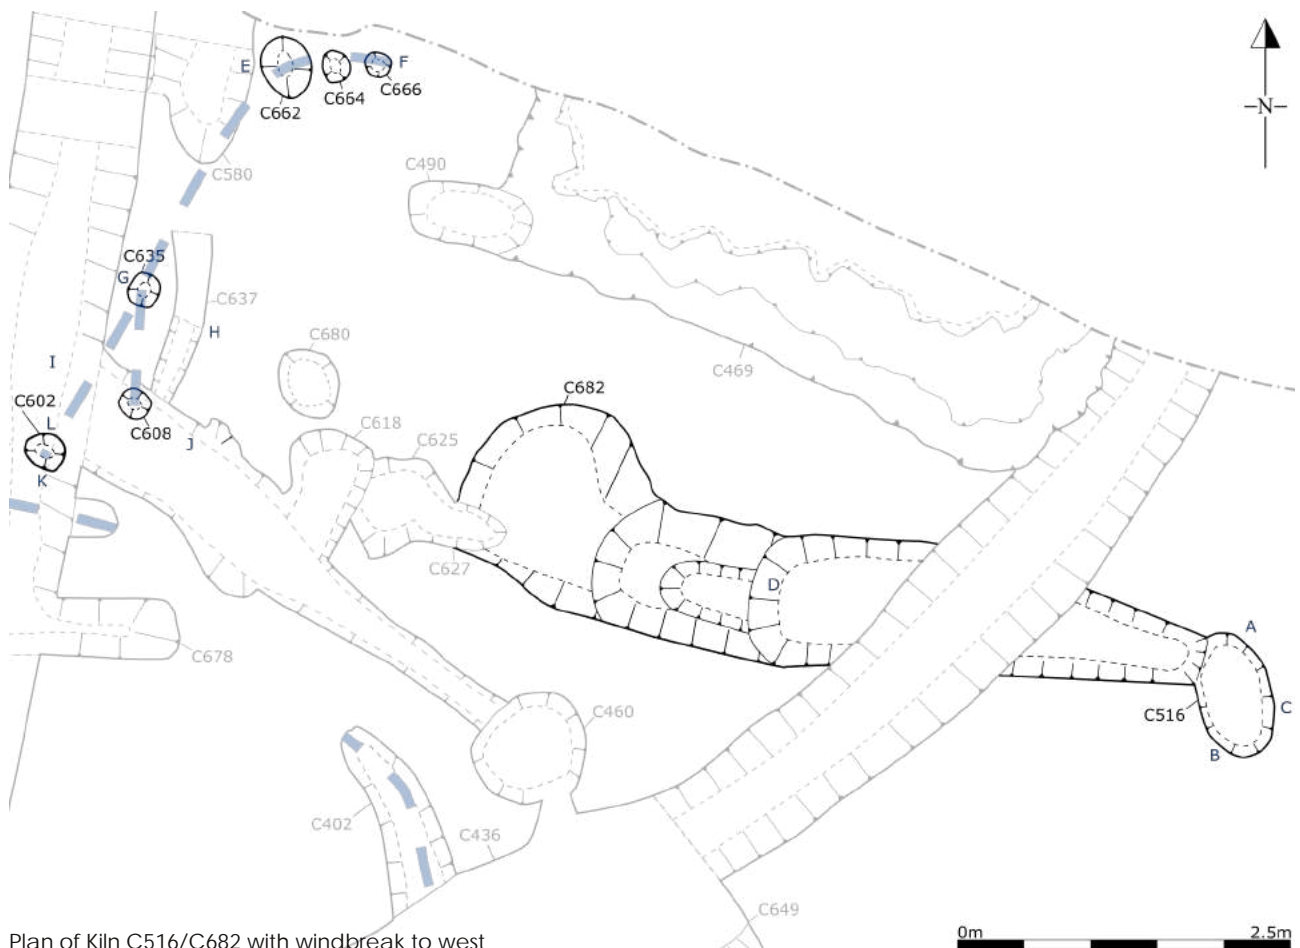 E
F
C662
C664
C666
N
C580
C490
C635
G
C637
H
C680
I
C469
C602
L
C682
C608
J
C618
C625
K
C627
D
A
C678
C516
C
C460
B
C402
C436
C649
Plan of Kiln C516/C682 with windbreak to west
0m 2.5m